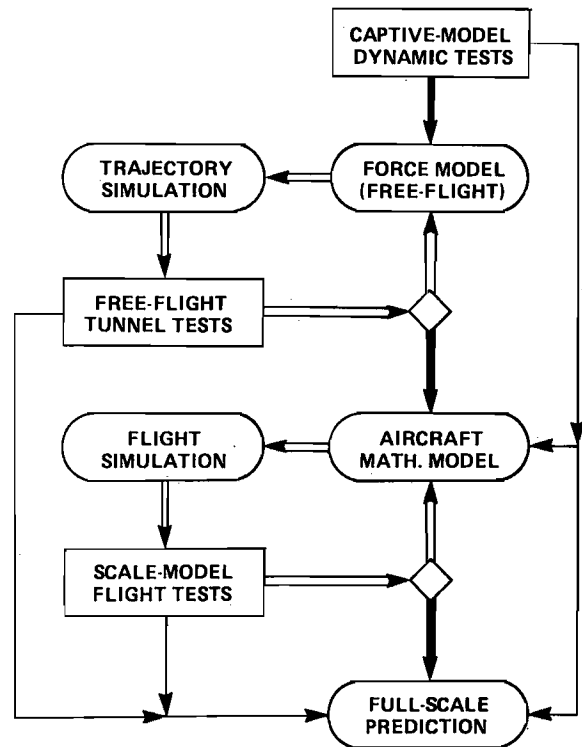 CAPTIVE-MODEL
DYNAMIC TESTS
TRAJECTORY
SIMULATION
FORCE MODEL
(FREE-FLIGHT)
FREE-FLIGHT
TUNNEL TESTS
FLIGHT
SIMULATION
AIRCRAFT
MATH. MODEL
SCALE-MODEL
FLIGHT TESTS
FULL-SCALE
PREDICTION